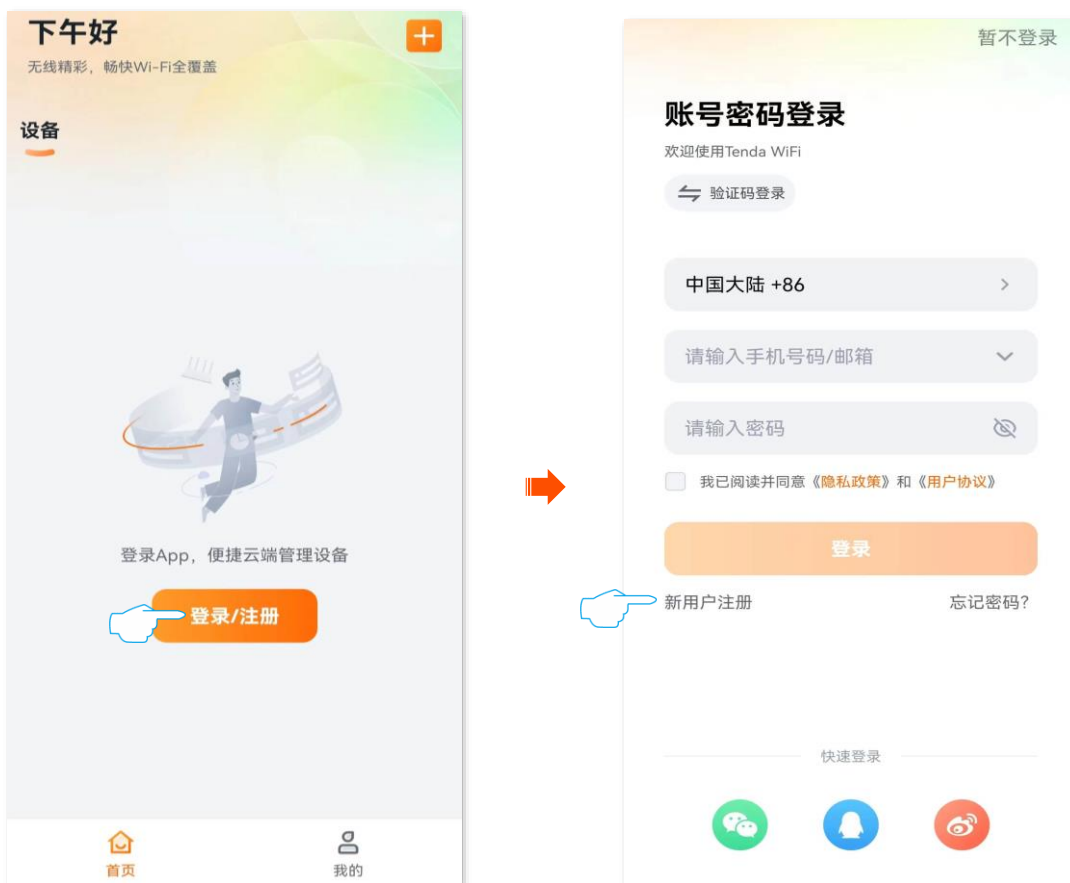 下午好
无线精彩，畅快Wi-Fi全覆盖
设备
登录App，便捷云端管理设备
登录/注册
首页
我的
暂不登录
账号密码登录
欢迎使用Tenda WiFi
验证码登录
中国大陆 +86
请输入手机号码/邮箱
请输入密码
我已阅读并同意《隐私政策》和《用户协议》
登录
新用户注册
忘记密码?
快速登录